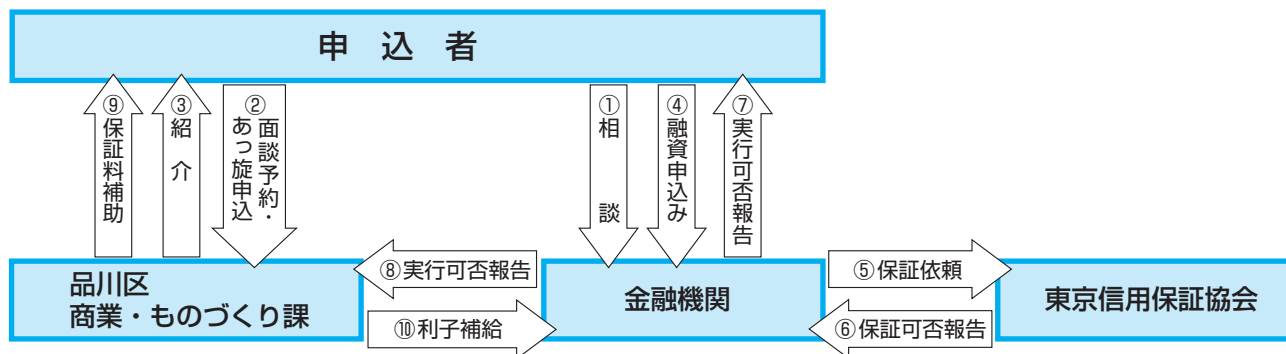 申込者
⑨保証料補助
③紹介
②面談予約・
あっ旋申込
①相談
④融資申込み
⑦実行可否報告
品川区
商業・ものづくり課
⑧実行可否報告
⑩利子補給
金融機関
⑤保証依頼
⑥保証可否報告
東京信用保証協会